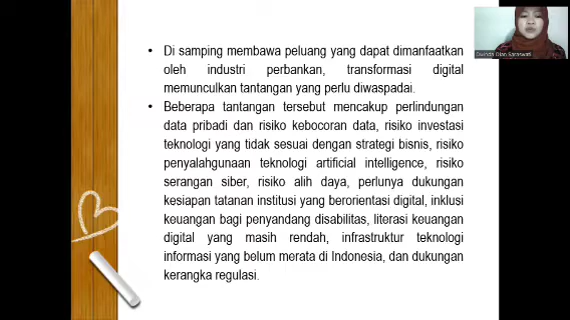 • Di samping membawa peluang yang dapat dimanfaatkan
oleh industri perbankan, transformasi digital
memunculkan tantangan yang perlu diwaspadai.
• Beberapa tantangan tersebut mencakup perlindungan
data pribadi dan risiko kebocoran data, risiko investasi
teknologi yang tidak sesuai dengan strategi bisnis, risiko
penyalahgunaan teknologi artificial intelligence, risiko
serangan siber, risiko alih daya, perlunya dukungan
kesiapan tatanan institusi yang berorientasi digital, inklusi
keuangan bagi penyandang disabilitas, literasi keuangan
digital yang masih rendah, infrastruktur teknologi
informasi yang belum merata di Indonesia, dan dukungan
kerangka regulasi.
Dian Saraswati